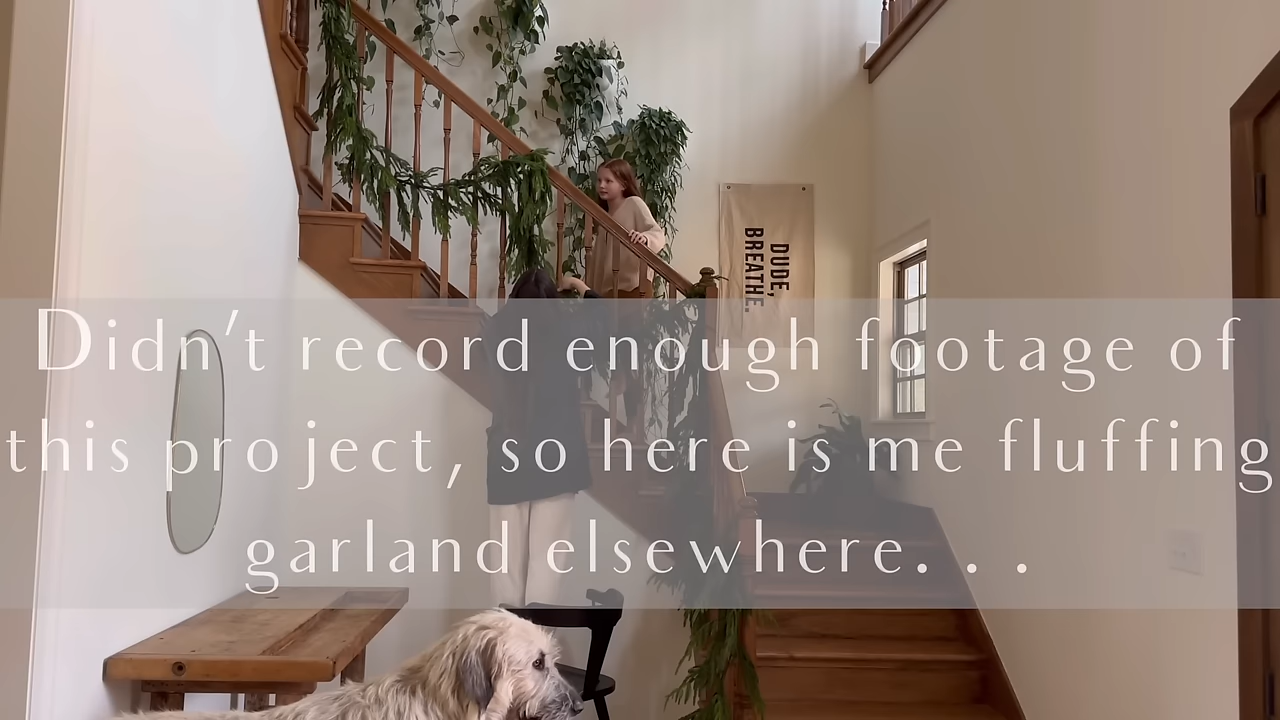 DUDE,
BREATHE.
Didn't record enough footage of
this project, so here is me fluffing
garland elsewhere. . .